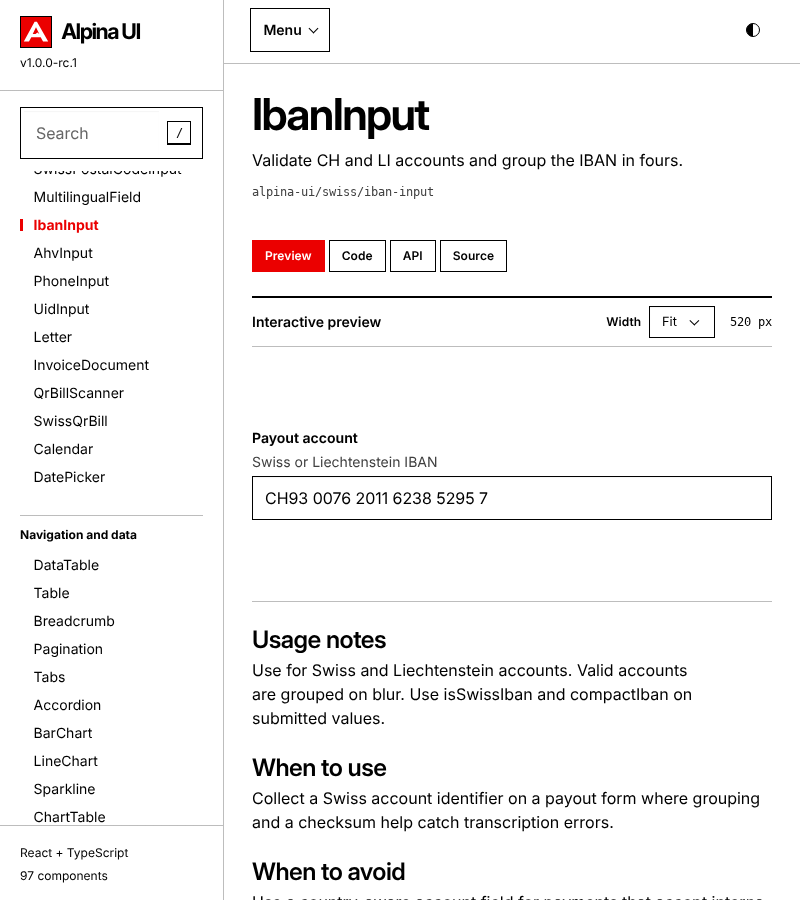 Alpina UI
v1.0.0-rc.1
Search
/
SwissPostalCodeInput
MultilingualField
IbanInput
AhvInput
PhoneInput
UidInput
Letter
InvoiceDocument
QrBillScanner
SwissQrBill
Calendar
DatePicker
Navigation and data
DataTable
Table
Breadcrumb
Pagination
Tabs
Accordion
BarChart
LineChart
Sparkline
ChartTable
React + TypeScript
97 components
Menu
IbanInput
Validate CH and LI accounts and group the IBAN in fours.
alpina-ui/swiss/iban-input
Preview
Code
API
Source
Interactive preview
Width
Fit
520 px
Payout account
Swiss or Liechtenstein IBAN
CH93 0076 2011 6238 5295 7
Usage notes
Use for Swiss and Liechtenstein accounts. Valid accounts
are grouped on blur. Use isSwissIban and compactIban on
submitted values.
When to use
Collect a Swiss account identifier on a payout form where grouping
and a checksum help catch transcription errors.
When to avoid